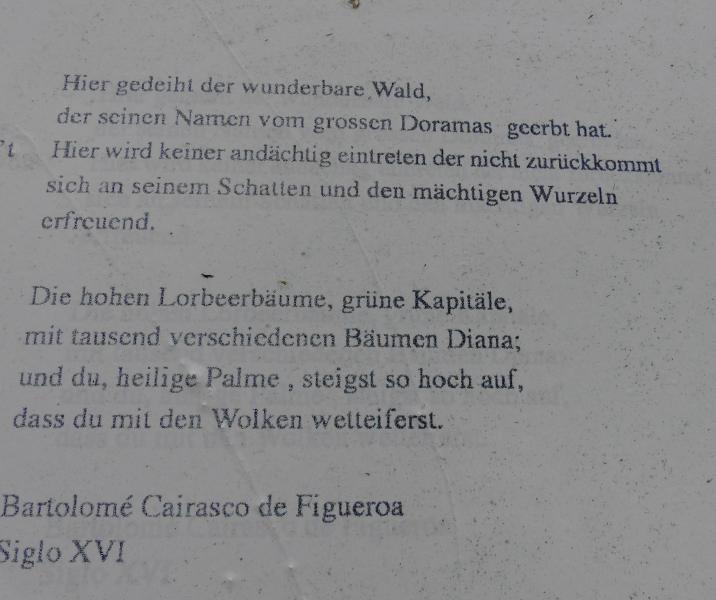 Hier gedeiht der wunderbare Wald,
der seinen Namen vom grossen Doramas geerbt hat.
't Hier wird keiner andächtig eintreten der nicht zurückkommt
sich an seinem Schatten und den mächtigen Wurzeln
erfreuend.
Die hohen Lorbeerbäume, grüne Kapitäle,
mit tausend verschiedenen Bäumen Diana;
und du, heilige Palme , steigst so hoch auf,
dass du mit den Wolken wetteiferst.
Bartolomé Cairasco de Figueroa
Siglo XVI